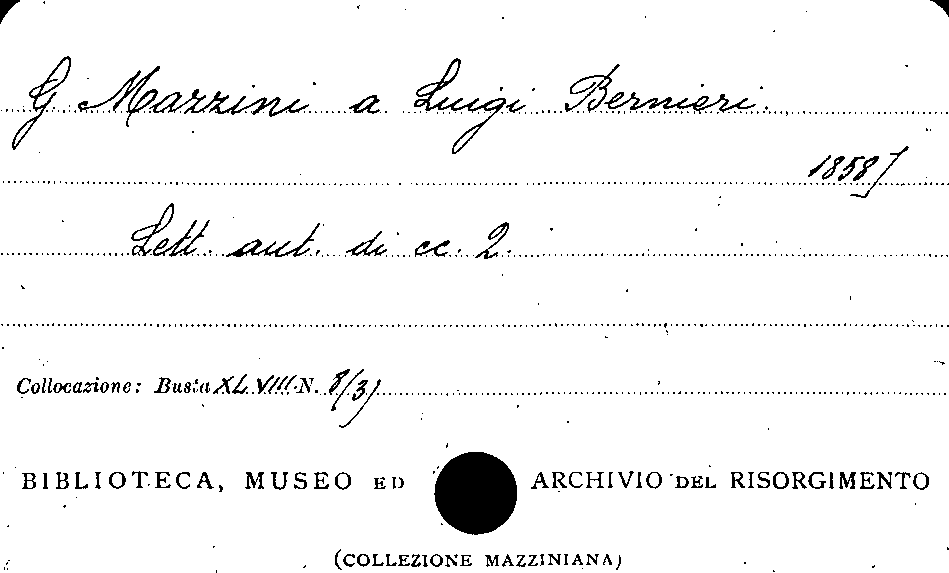 G Mazzini a Luigi Bernieri.
1858]
Lett. aut. di cc. 2.
Collocazione: Busta XLVIII. N. 8/3)
BIBLIOTECA, MUSEO ED ARCHIVIO DEL RISORGIMENTO
(COLLEZIONE MAZZINIANA)